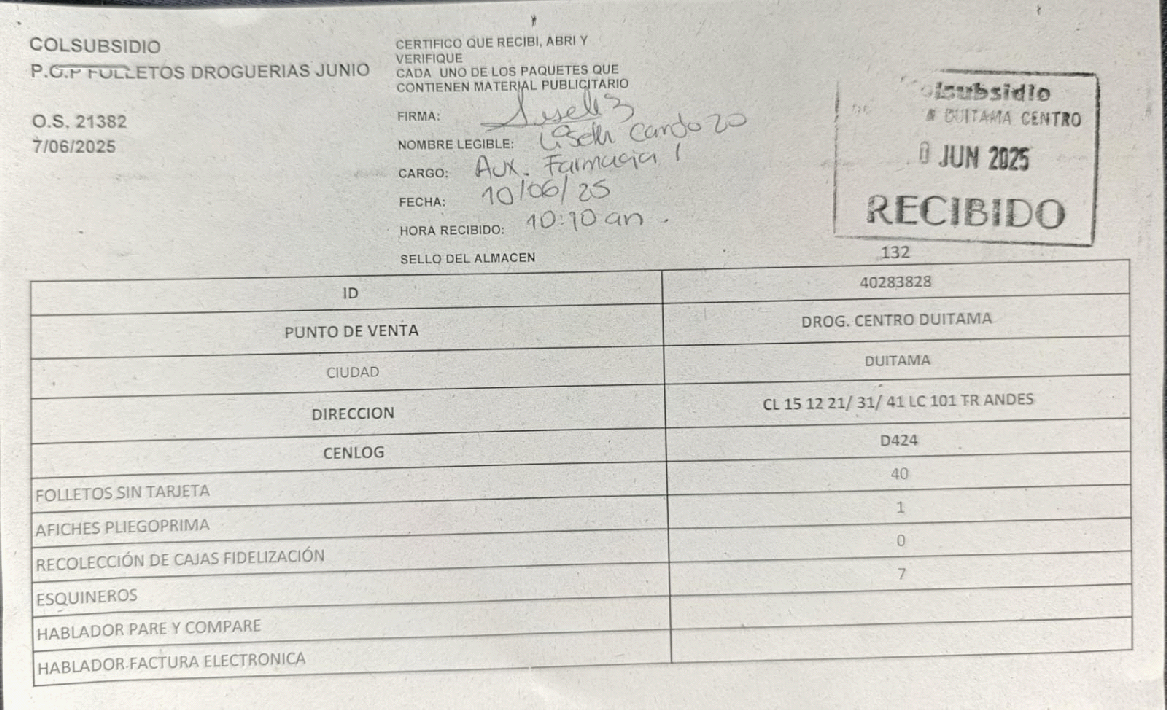 COLSUBSIDIO
P.O.P FOLLETOS DROGUERIAS JUNIO
O.S. 21382
7/06/2025
CERTIFICO QUE RECIBI, ABRI Y
VERIFIQUE
CADA UNO DE LOS PAQUETES QUE
CONTIENEN MATERIAL PUBLICITARIO
FIRMA:
NOMBRE LEGIBLE: Cardozo
CARGO: Aux. Farmacia 1
FECHA: 10/06/25
HORA RECIBIDO: 10:10 am.
SELLO DEL ALMACEN
olsubsidio
DUITAMA CENTRO
0 JUN 2025
RECIBIDO
132
ID 40283828
PUNTO DE VENTA DROG. CENTRO DUITAMA
CIUDAD DUITAMA
DIRECCION CL 15 12 21/ 31/ 41 LC 101 TR ANDES
CENLOG D424
FOLLETOS SIN TARJETA 40
AFICHES PLIEGOPRIMA 1
RECOLECCIÓN DE CAJAS FIDELIZACIÓN 0
ESQUINEROS 7
HABLADOR PARE Y COMPARE
HABLADOR FACTURA ELECTRONICA